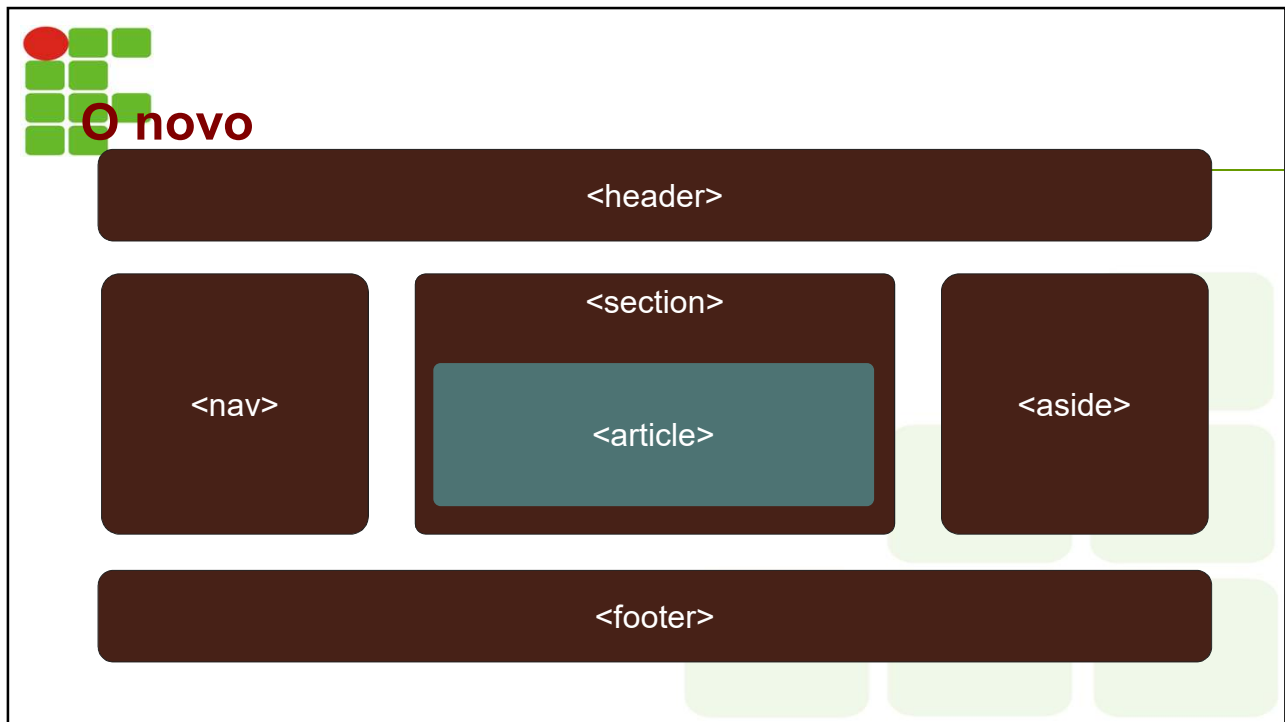 O novo
<header>
<section>
<nav>
<article>
<aside>
<footer>